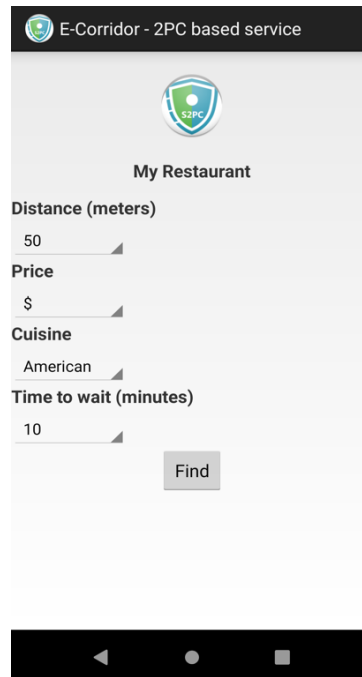 E-Corridor - 2PC based service
S2PC
My Restaurant
Distance (meters)
50
Price
$
Cuisine
American
Time to wait (minutes)
10
Find